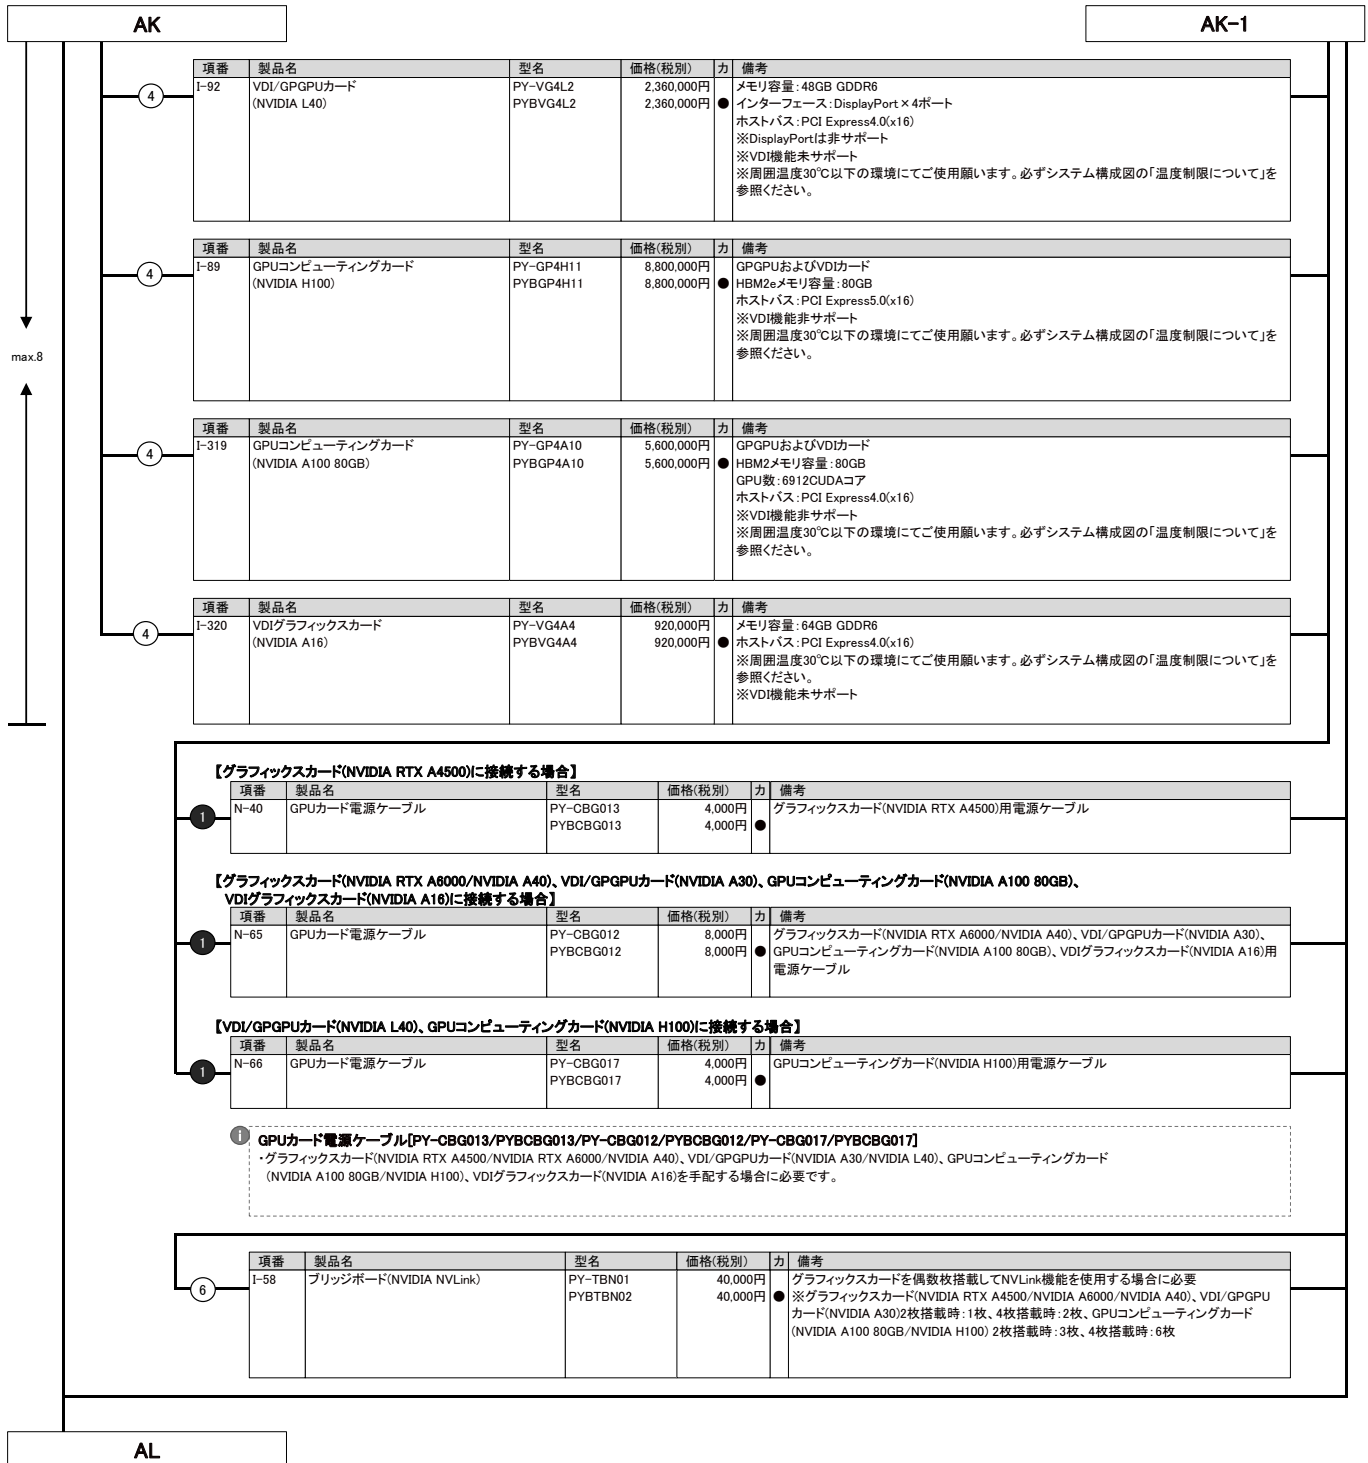 AK
AK-1
max.8
項番 製品名 型名 価格(税別) カ 備考
I-92 VDI/GPGPUカード PY-VG4L2 2,360,000円 メモリ容量：48GB GDDR6
(NVIDIA L40) PYBVG4L2 2,360,000円 ● インターフェース：DisplayPort×4ポート
ホストバス：PCI Express4.0(x16)
※DisplayPortは非サポート
※VDI機能未サポート
※周囲温度30℃以下の環境にてご使用願います。必ずシステム構成図の「温度制限について」を
参照ください。
4
項番 製品名 型名 価格(税別) カ 備考
I-89 GPUコンピューティングカード PY-GP4H11 8,800,000円 GPGPUおよびVDIカード
(NVIDIA H100) PYBGP4H11 8,800,000円 ● HBM2eメモリ容量：80GB
ホストバス：PCI Express5.0(x16)
※VDI機能非サポート
※周囲温度30℃以下の環境にてご使用願います。必ずシステム構成図の「温度制限について」を
参照ください。
4
項番 製品名 型名 価格(税別) カ 備考
I-319 GPUコンピューティングカード PY-GP4A10 5,600,000円 GPGPUおよびVDIカード
(NVIDIA A100 80GB) PYBGP4A10 5,600,000円 ● HBM2メモリ容量：80GB
GPU数：6912CUDAコア
ホストバス：PCI Express4.0(x16)
※VDI機能非サポート
※周囲温度30℃以下の環境にてご使用願います。必ずシステム構成図の「温度制限について」を
参照ください。
4
項番 製品名 型名 価格(税別) カ 備考
I-320 VDIグラフィックスカード PY-VG4A4 920,000円 メモリ容量：64GB GDDR6
(NVIDIA A16) PYBVG4A4 920,000円 ● ホストバス：PCI Express4.0(x16)
※周囲温度30℃以下の環境にてご使用願います。必ずシステム構成図の「温度制限について」を
参照ください。
※VDI機能未サポート
4
【グラフィックスカード(NVIDIA RTX A4500)に接続する場合】
項番 製品名 型名 価格(税別) カ 備考
N-40 GPUカード電源ケーブル PY-CBG013 4,000円 グラフィックスカード(NVIDIA RTX A4500)用電源ケーブル
PYBCBG013 4,000円 ●
1
【グラフィックスカード(NVIDIA RTX A6000/NVIDIA A40)、VDI/GPGPUカード(NVIDIA A30)、GPUコンピューティングカード(NVIDIA A100 80GB)、
VDIグラフィックスカード(NVIDIA A16)に接続する場合】
項番 製品名 型名 価格(税別) カ 備考
N-65 GPUカード電源ケーブル PY-CBG012 8,000円 グラフィックスカード(NVIDIA RTX A6000/NVIDIA A40)、VDI/GPGPUカード(NVIDIA A30)、
PYBCBG012 8,000円 ● GPUコンピューティングカード(NVIDIA A100 80GB)、VDIグラフィックスカード(NVIDIA A16)用
電源ケーブル
1
【VDI/GPGPUカード(NVIDIA L40)、GPUコンピューティングカード(NVIDIA H100)に接続する場合】
項番 製品名 型名 価格(税別) カ 備考
N-66 GPUカード電源ケーブル PY-CBG017 4,000円 GPUコンピューティングカード(NVIDIA H100)用電源ケーブル
PYBCBG017 4,000円 ●
1
i GPUカード電源ケーブル[PY-CBG013/PYBCBG013/PY-CBG012/PYBCBG012/PY-CBG017/PYBCBG017]
・グラフィックスカード(NVIDIA RTX A4500/NVIDIA RTX A6000/NVIDIA A40)、VDI/GPGPUカード(NVIDIA A30/NVIDIA L40)、GPUコンピューティングカード
(NVIDIA A100 80GB/NVIDIA H100)、VDIグラフィックスカード(NVIDIA A16)を手配する場合に必要です。
項番 製品名 型名 価格(税別) カ 備考
I-58 ブリッジボード(NVIDIA NVLink) PY-TBN01 40,000円 グラフィックスカードを偶数枚搭載してNVLink機能を使用する場合に必要
PYBTBN02 40,000円 ● ※グラフィックスカード(NVIDIA RTX A4500/NVIDIA A6000/NVIDIA A40)、VDI/GPGPU
カード(NVIDIA A30)2枚搭載時：1枚、4枚搭載時：2枚、GPUコンピューティングカード
(NVIDIA A100 80GB/NVIDIA H100) 2枚搭載時：3枚、4枚搭載時：6枚
6
AL